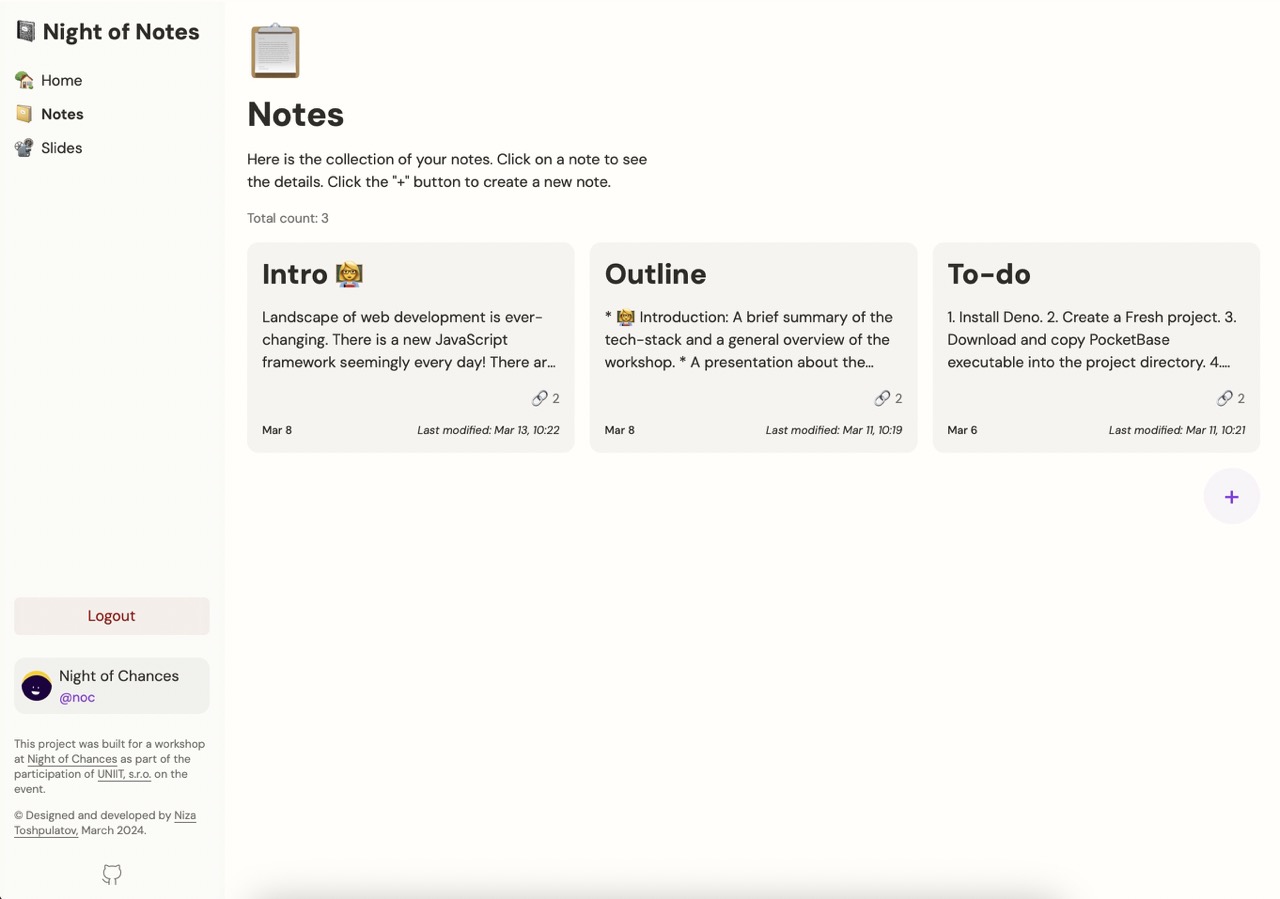 Night of Notes
Home
Notes
Slides
Logout
Night of Chances
@noc
This project was built for a workshop
at Night of Chances as part of the
participation of UNIIT, s.r.o. on the
event.
© Designed and developed by Niza
Toshpulatov, March 2024.
Notes
Here is the collection of your notes. Click on a note to see
the details. Click the "+" button to create a new note.
Total count: 3
Intro
Landscape of web development is ever-
changing. There is a new JavaScript
framework seemingly every day! There ar...
2
Mar 8 Last modified: Mar 13, 10:22
Outline
* Introduction: A brief summary of the
tech-stack and a general overview of the
workshop. * A presentation about the...
2
Mar 8 Last modified: Mar 11, 10:19
To-do
1. Install Deno. 2. Create a Fresh project. 3.
Download and copy PocketBase
executable into the project directory. 4....
2
Mar 6 Last modified: Mar 11, 10:21
+